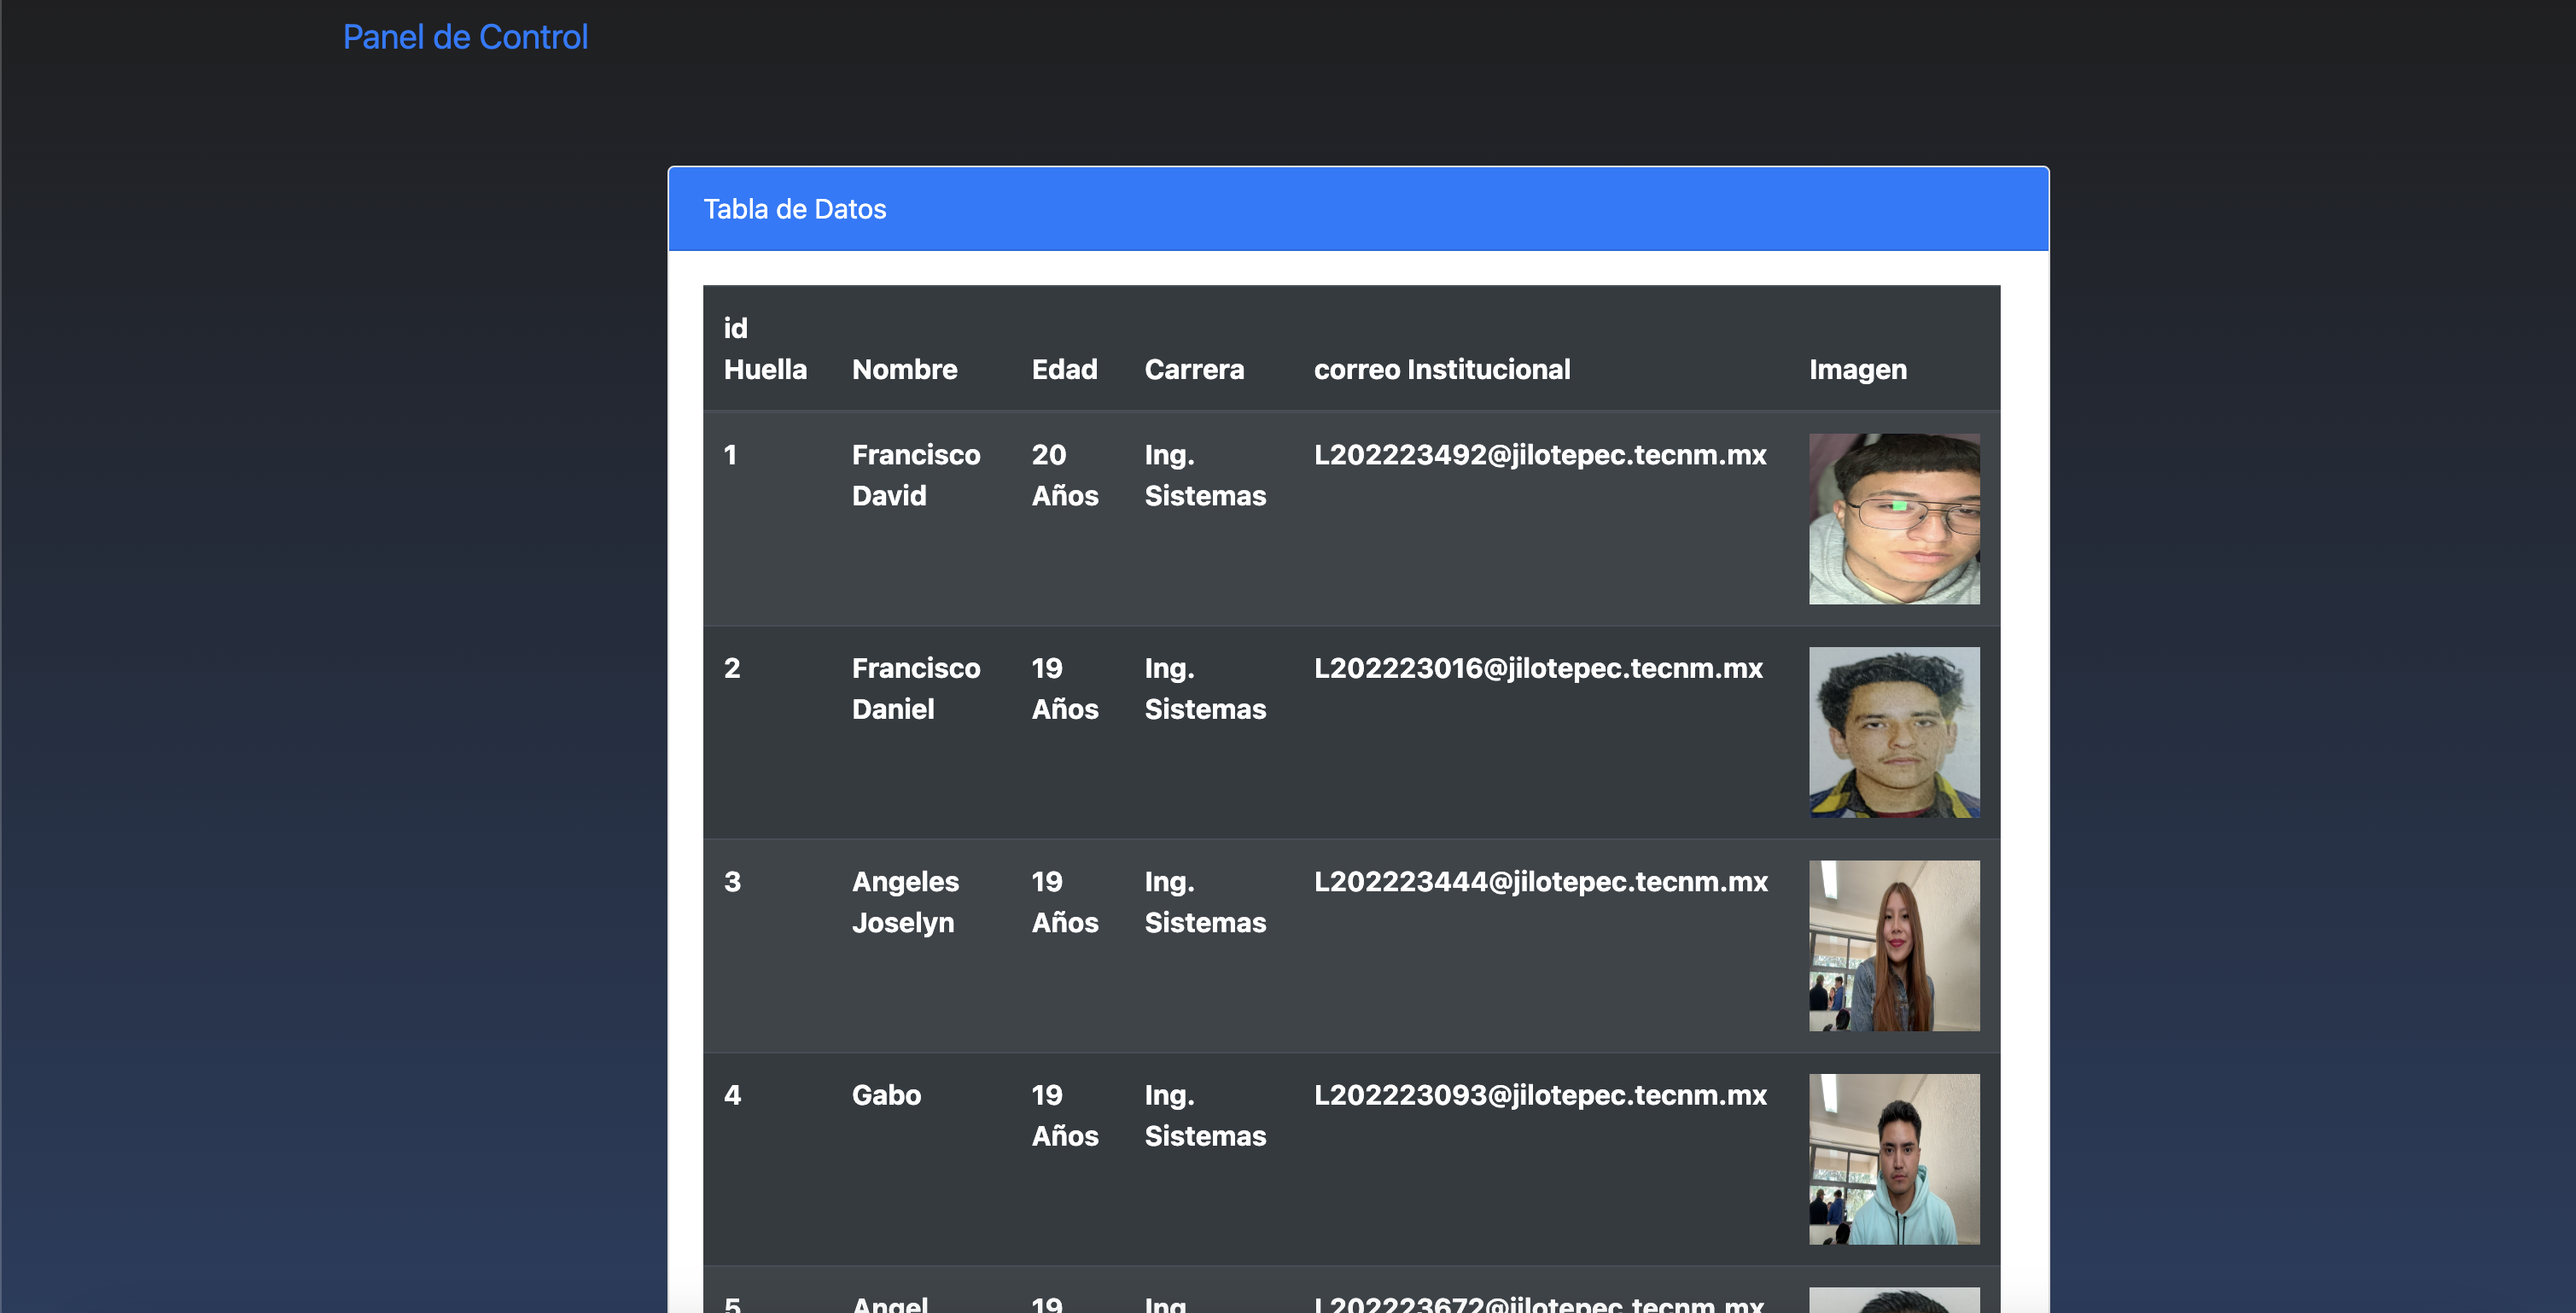 Panel de Control
Tabla de Datos
id
Huella Nombre Edad Carrera correo Institucional Imagen
1 Francisco 20 Ing. L202223492@jilotepec.tecnm.mx
David Años Sistemas
2 Francisco 19 Ing. L202223016@jilotepec.tecnm.mx
Daniel Años Sistemas
3 Angeles 19 Ing. L202223444@jilotepec.tecnm.mx
Joselyn Años Sistemas
4 Gabo 19 Ing. L202223093@jilotepec.tecnm.mx
Años Sistemas
5 Angel 19 Ing. L202223672@jilotepec.tecnm.mx